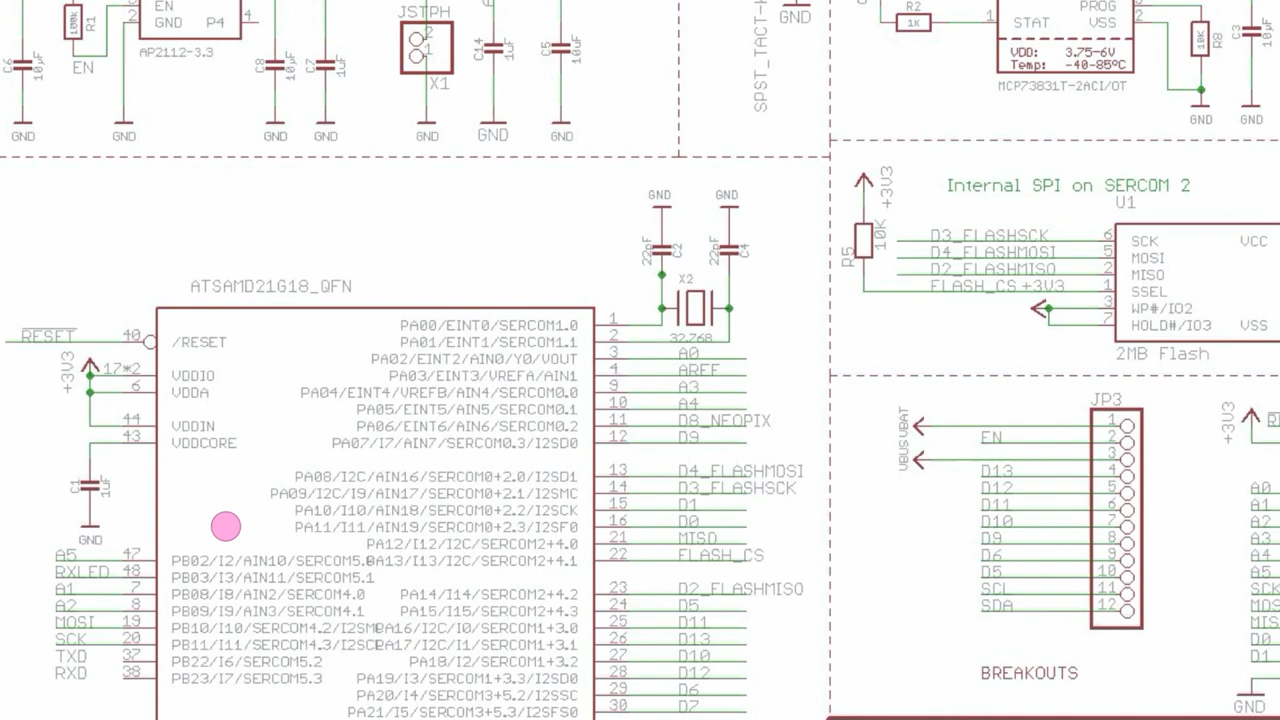 EN
GND P4
2
3
4
AP2112-3.3
100k R1
EN
C6 10µF
C8 10µF
C7 1uF
JSTPH
2
1
X1
C14 1uF
C5 10uF
GND GND GND GND GND GND GND
SPST_TACT-
GND
R2
1K
1 STAT
PROG
VSS 2
VDD: 3.75-6V
Temp: -40-85ºC
MCP73831T-2ACI/OT
10K R8
C3 10µF
GND GND
Internal SPI on SERCOM 2
U1
+3V3
R5 10K
D3_FLASHSCK 6 SCK VCC
D4_FLASHMOSI 5 MOSI
D2_FLASHMISO 2 MISO
FLASH_CS +3V3 1 SSEL
3 WP#/IO2
7 HOLD#/IO3 VSS
2MB Flash
GND GND
22pF C2
22pF C4
X2
32.768
ATSAMD21G18_QFN
RESET 40 /RESET
+3V3
17*2 VDDIO
6 VDDA
44 VDDIN
43 VDDCORE
C1 1uF
GND
A5 47 PB02/I2/AIN10/SERCOM5.0
RXLED 48 PB03/I3/AIN11/SERCOM5.1
A1 7 PB08/I8/AIN2/SERCOM4.0
A2 8 PB09/I9/AIN3/SERCOM4.1
MOSI 19 PB10/I10/SERCOM4.2/I2SM
SCK 20 PB11/I11/SERCOM4.3/I2SC
TXD 37 PB22/I6/SERCOM5.2
RXD 38 PB23/I7/SERCOM5.3
PA00/EINT0/SERCOM1.0 1
PA01/EINT1/SERCOM1.1 2
PA02/EINT2/AIN0/Y0/VOUT 3 A0
PA03/EINT3/VREFA/AIN1 4 AREF
PA04/EINT4/VREFB/AIN4/SERCOM0.0 9 A3
PA05/EINT5/AIN5/SERCOM0.1 10 A4
PA06/EINT6/AIN6/SERCOM0.2 11 D8_NEOPIX
PA07/I7/AIN7/SERCOM0.3/I2SD0 12 D9
PA08/I2C/AIN16/SERCOM0+2.0/I2SD1 13 D4_FLASHMOSI
PA09/I2C/I9/AIN17/SERCOM0+2.1/I2SMC 14 D3_FLASHSCK
PA10/I10/AIN18/SERCOM0+2.2/I2SCK 15 D1
PA11/I11/AIN19/SERCOM0+2.3/I2SF0 16 D0
PA12/I12/I2C/SERCOM2+4.0 21 MISO
PA13/I13/I2C/SERCOM2+4.1 22 FLASH_CS
PA14/I14/SERCOM2+4.2 23 D2_FLASHMISO
PA15/I15/SERCOM2+4.3 24 D5
PA16/I2C/I0/SERCOM1+3.0 25 D11
PA17/I2C/I1/SERCOM1+3.1 26 D13
PA18/I2/SERCOM1+3.2 27 D10
PA19/I3/SERCOM1+3.3/I2SD0 28 D12
PA20/I4/SERCOM3+5.2/I2SSC 29 D6
PA21/I5/SERCOM3+5.3/I2SFS0 30 D7
JP3
VBAT 1
EN 2
VBUS 3
D13 4
D12 5
D11 6
D10 7
D9 8
D6 9
D5 10
SCL 11
SDA 12
BREAKOUTS
+3V3
A0
A1
A2
A3
A4
A5
SCK
MOS
MIS
D0
D1
GND